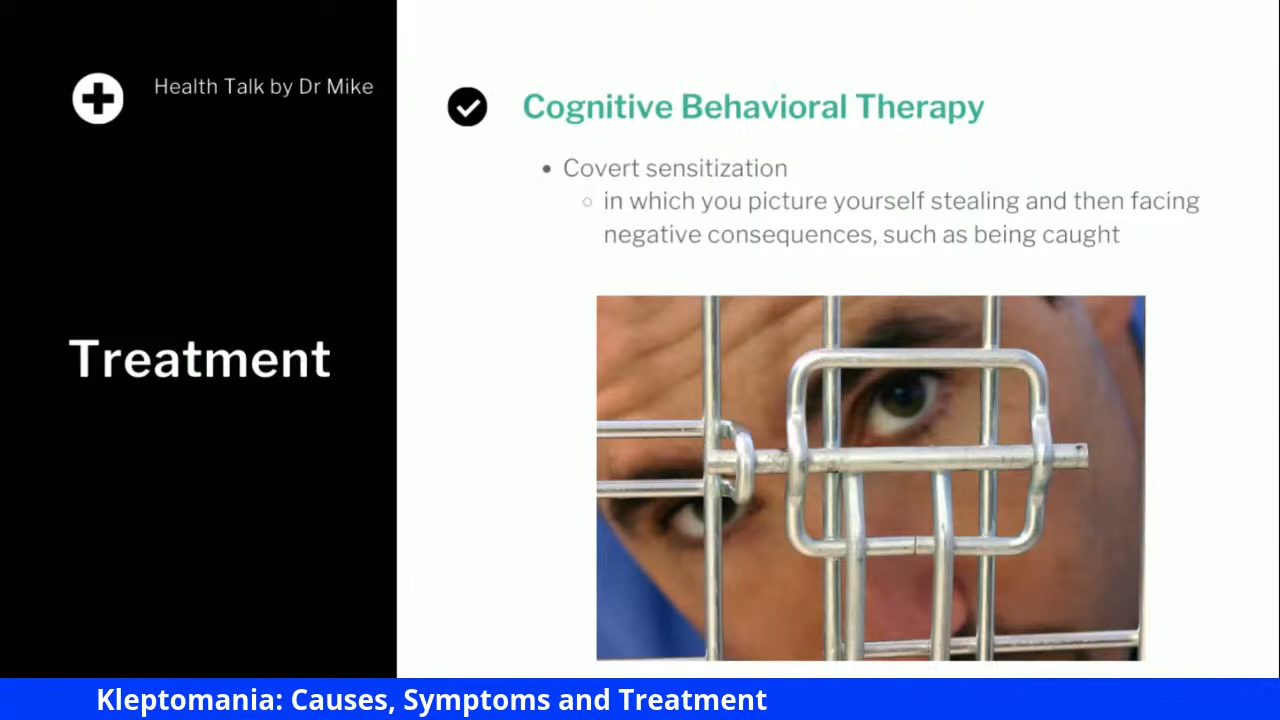 Health Talk by Dr Mike
Treatment
Cognitive Behavioral Therapy
Covert sensitization
in which you picture yourself stealing and then facing
negative consequences, such as being caught
Kleptomania: Causes, Symptoms and Treatment